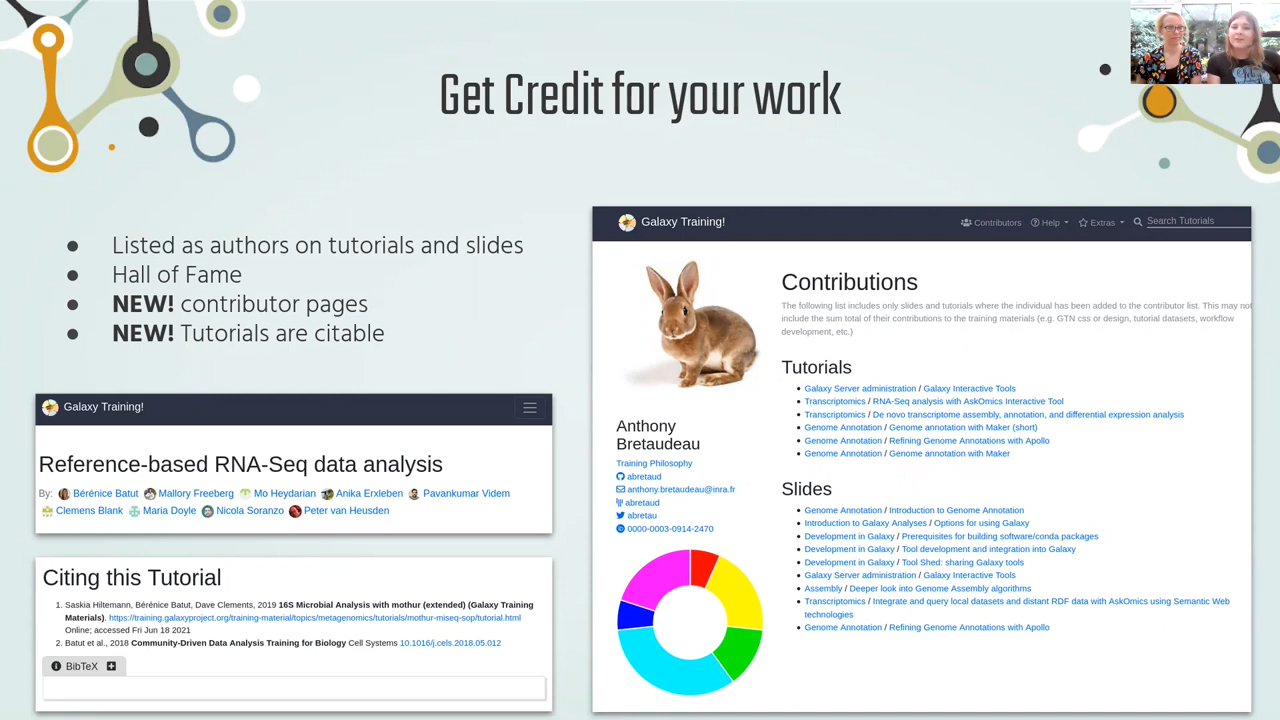 Get Credit for your work
● Listed as authors on tutorials and slides
● Hall of Fame
● NEW! contributor pages
● NEW! Tutorials are citable
Galaxy Training!
Reference-based RNA-Seq data analysis
By: Bérénice Batut Mallory Freeberg Mo Heydarian Anika Erxleben Pavankumar Videm
Clemens Blank Maria Doyle Nicola Soranzo Peter van Heusden
Citing this Tutorial
1. Saskia Hiltemann, Bérénice Batut, Dave Clements, 2019 16S Microbial Analysis with mothur (extended) (Galaxy Training
Materials). https://training.galaxyproject.org/training-material/topics/metagenomics/tutorials/mothur-miseq-sop/tutorial.html
Online; accessed Fri Jun 18 2021
2. Batut et al., 2018 Community-Driven Data Analysis Training for Biology Cell Systems 10.1016/j.cels.2018.05.012
BibTeX
Galaxy Training! Contributors Help Extras Search Tutorials
Anthony
Bretaudeau
Training Philosophy
abretaud
anthony.bretaudeau@inra.fr
abretaud
abretau
0000-0003-0914-2470
Contributions
The following list includes only slides and tutorials where the individual has been added to the contributor list. This may not
include the sum total of their contributions to the training materials (e.g. GTN css or design, tutorial datasets, workflow
development, etc.)
Tutorials
• Galaxy Server administration / Galaxy Interactive Tools
• Transcriptomics / RNA-Seq analysis with AskOmics Interactive Tool
• Transcriptomics / De novo transcriptome assembly, annotation, and differential expression analysis
• Genome Annotation / Genome annotation with Maker (short)
• Genome Annotation / Refining Genome Annotations with Apollo
• Genome Annotation / Genome annotation with Maker
Slides
• Genome Annotation / Introduction to Genome Annotation
• Introduction to Galaxy Analyses / Options for using Galaxy
• Development in Galaxy / Prerequisites for building software/conda packages
• Development in Galaxy / Tool development and integration into Galaxy
• Development in Galaxy / Tool Shed: sharing Galaxy tools
• Galaxy Server administration / Galaxy Interactive Tools
• Assembly / Deeper look into Genome Assembly algorithms
• Transcriptomics / Integrate and query local datasets and distant RDF data with AskOmics using Semantic Web
technologies
• Genome Annotation / Refining Genome Annotations with Apollo